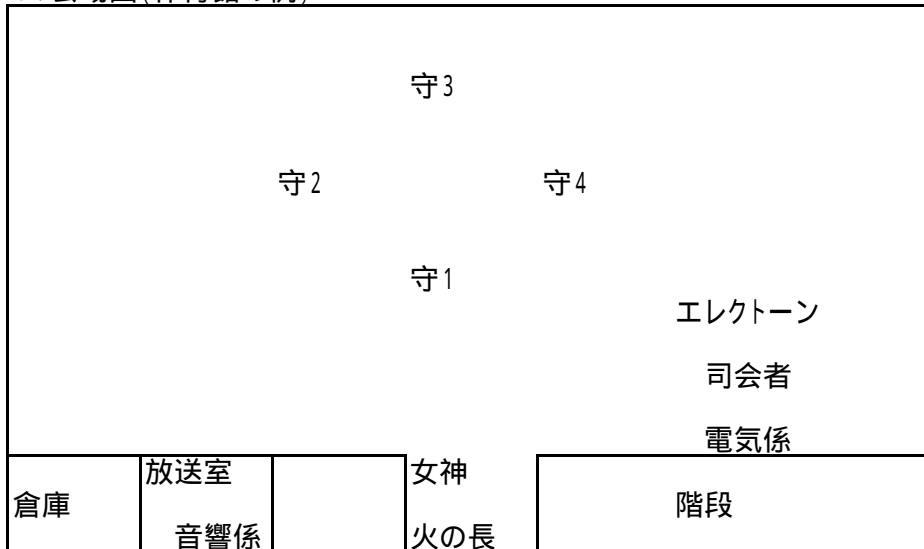 守3
守2 守4
守1
エレクトーン
司会者
電気係
放送室 女神
倉庫 階段
音響係 火の長